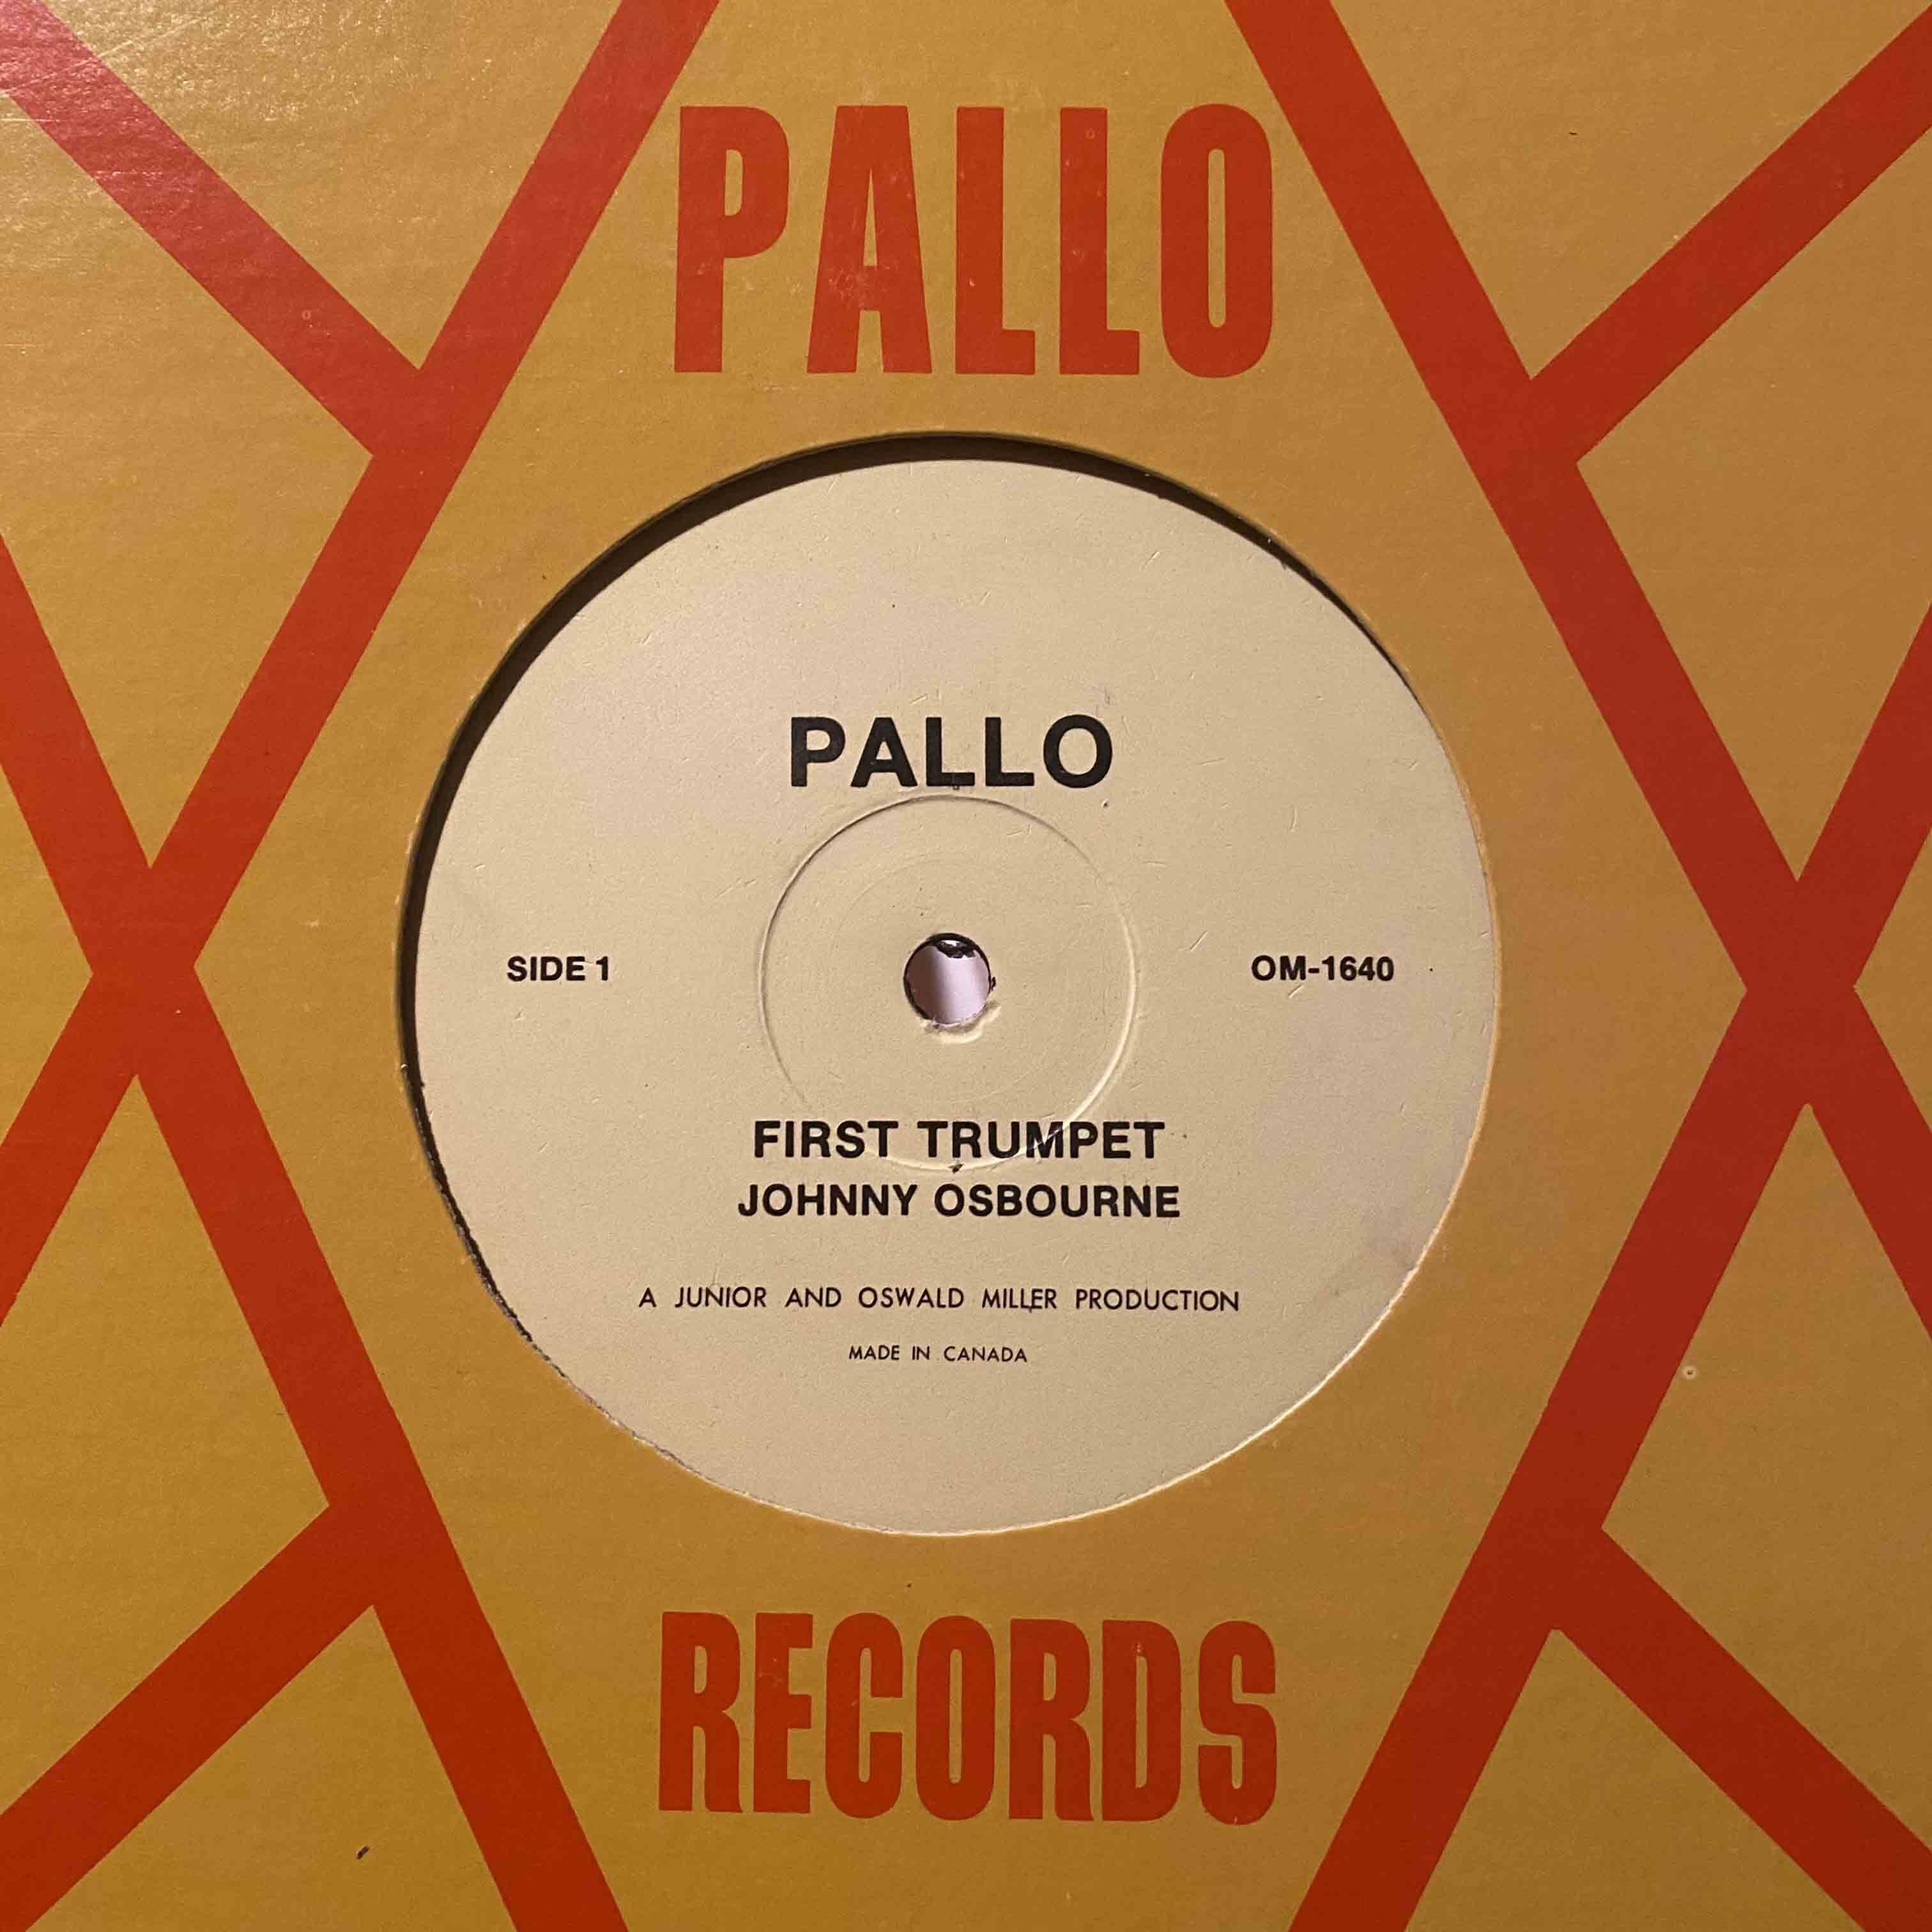 PALLO
PALLO
SIDE 1
OM-1640
FIRST TRUMPET
JOHNNY OSBOURNE
A JUNIOR AND OSWALD MILLER PRODUCTION
MADE IN CANADA
RECORDS